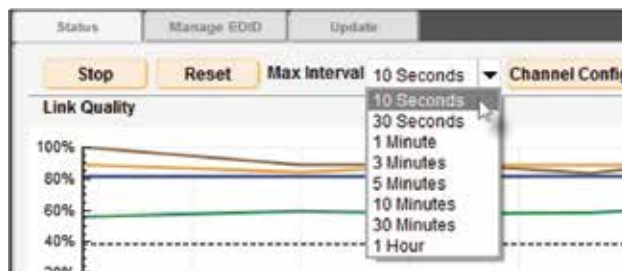 Status Manage EDID Update
Stop Reset Max Interval 10 Seconds Channel Config
Link Quality
10 Seconds
30 Seconds
1 Minute
3 Minutes
5 Minutes
10 Minutes
30 Minutes
1 Hour
100%
80%
60%
40%
20%